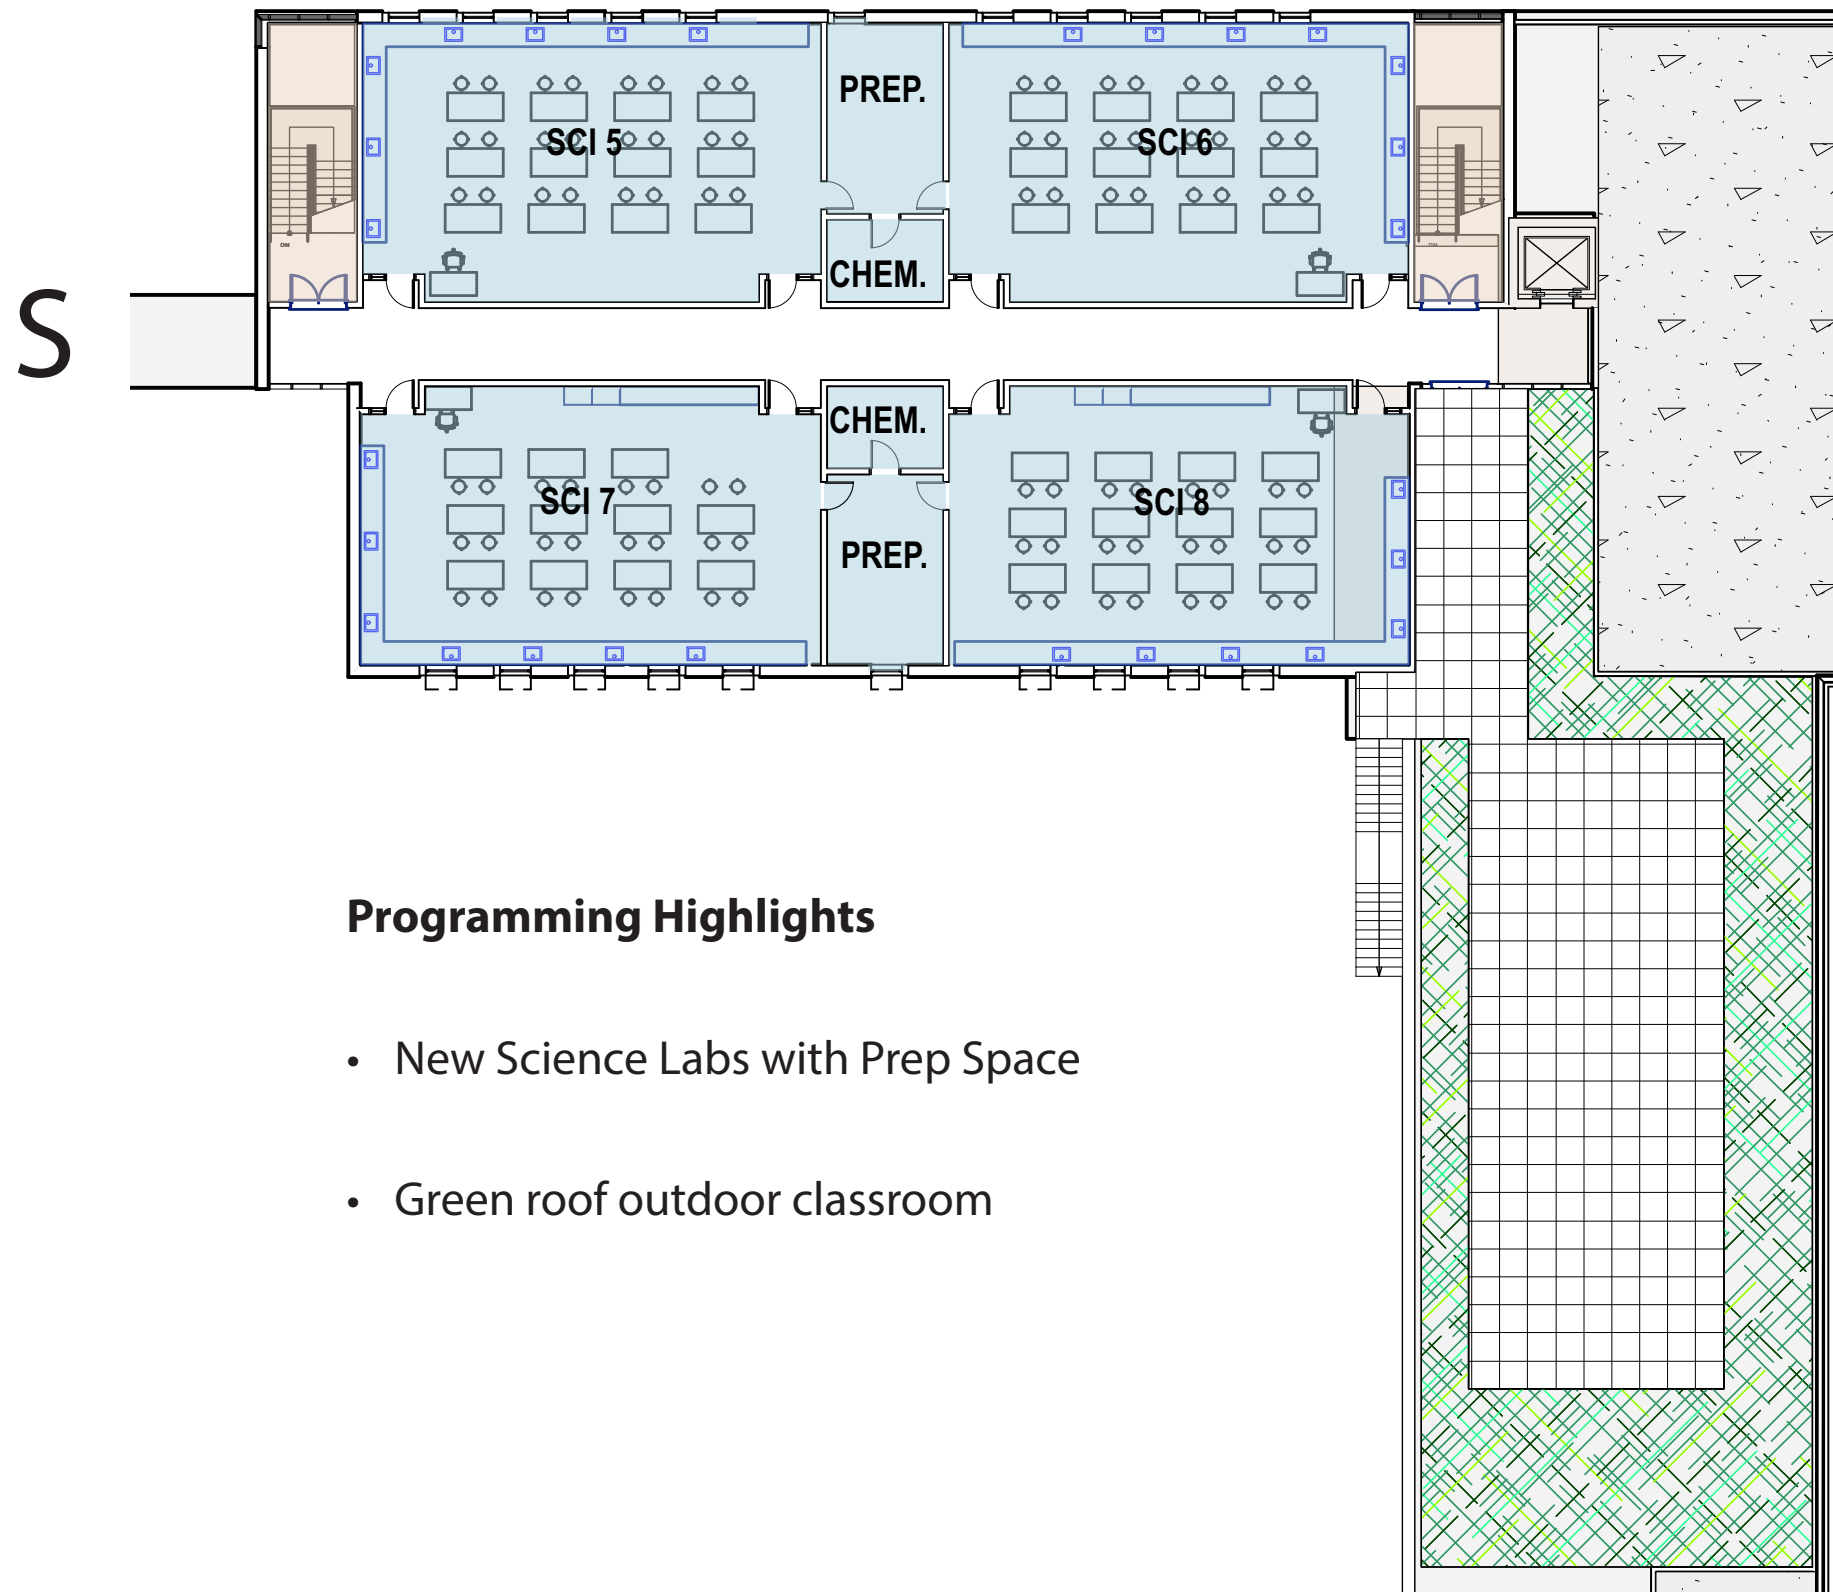 PREP.
SCI 5
SCI 6
CHEM.
S
CHEM.
SCI 7
SCI 8
PREP.
Programming Highlights
• New Science Labs with Prep Space
• Green roof outdoor classroom